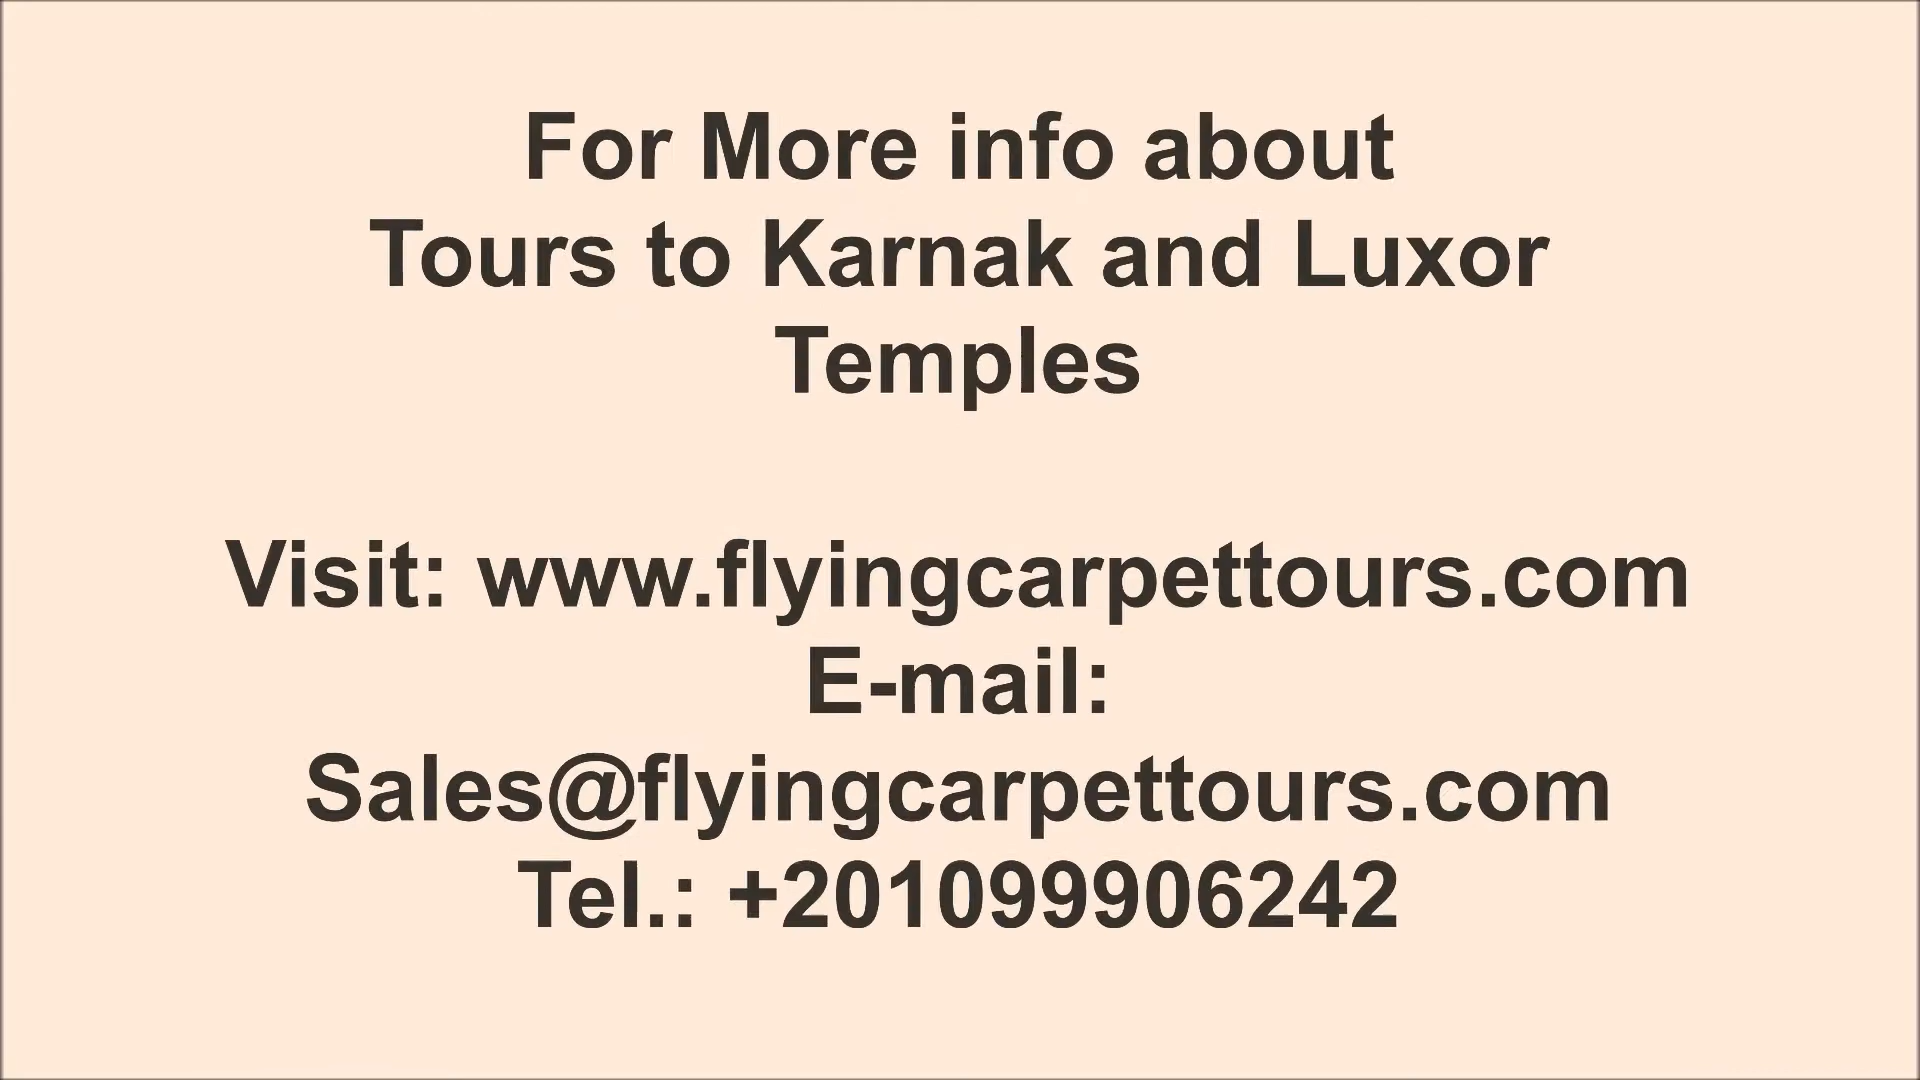 For More info about
Tours to Karnak and Luxor
Temples
Visit: www.flyingcarpettours.com
E-mail:
Sales@flyingcarpettours.com
Tel.: +201099906242